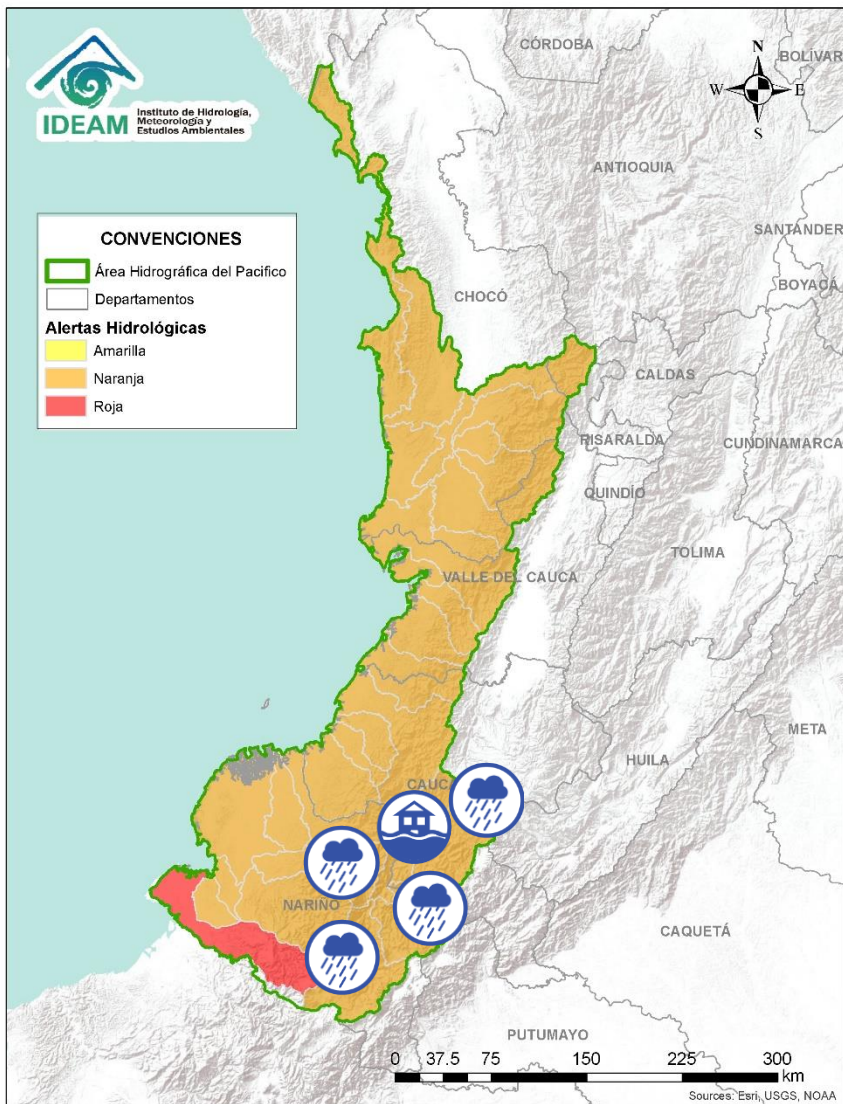 IDEAM
Instituto de Hidrología,
Meteorología y
Estudios Ambientales
N
W E
S
CONVENCIONES
Área Hidrográfica del Pacifico
Departamentos
Alertas Hidrológicas
Amarilla
Naranja
Roja
CÓRDOBA
BOLÍVAR
ANTIOQUIA
SANTANDER
BOYACÁ
CHOCÓ
CALDAS
RISARALDA
CUNDINAMARCA
QUINDÍO
TOLIMA
VALLE DEL CAUCA
META
HUILA
CAUC
NARIÑO
CAQUETÁ
PUTUMAYO
0 37.5 75 150 225 300
km
Sources: Esri, USGS, NOAA